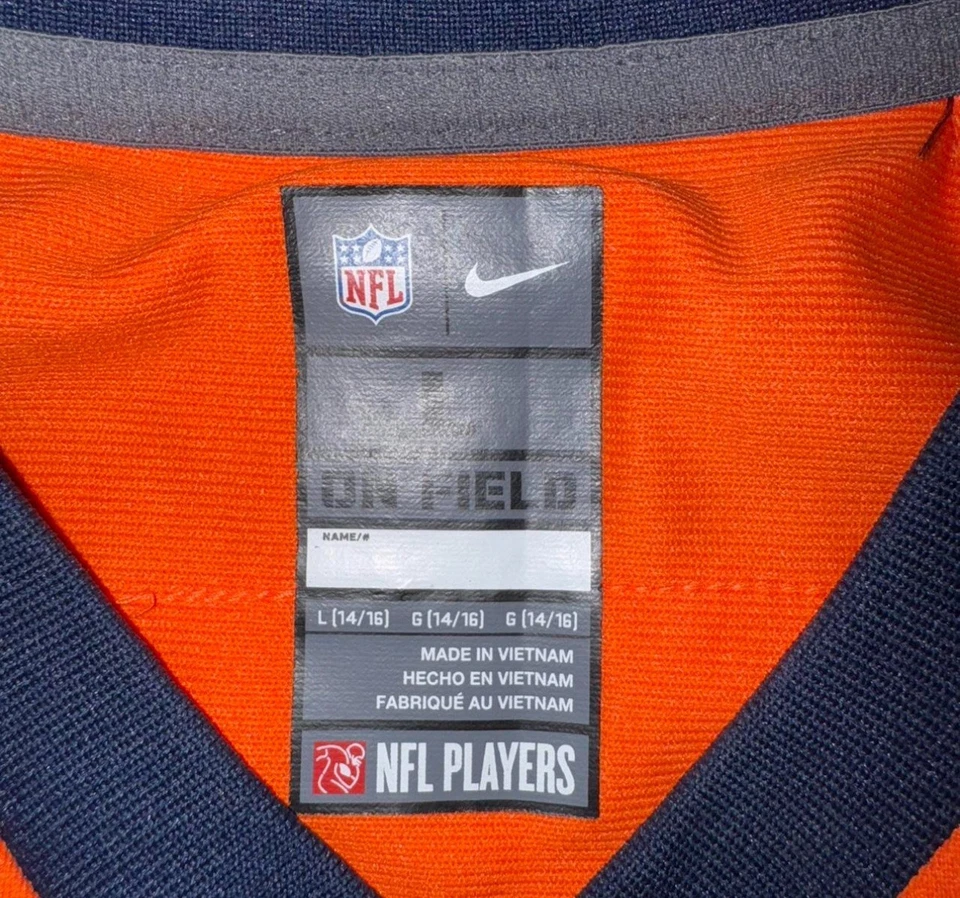 NFL
ON FIELD
NAME/#
L (14/16) G (14/16) G (14/16)
MADE IN VIETNAM
HECHO EN VIETNAM
FABRIQUÉ AU VIETNAM
NFL PLAYERS